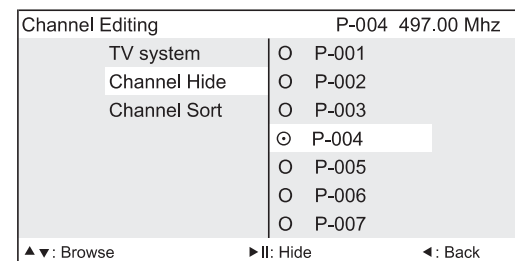 Channel Editing P-004 497.00 Mhz
TV system O P-001
Channel Hide O P-002
Channel Sort O P-003
⊙ P-004
O P-005
O P-006
O P-007
▲▼: Browse ►II: Hide ◄: Back